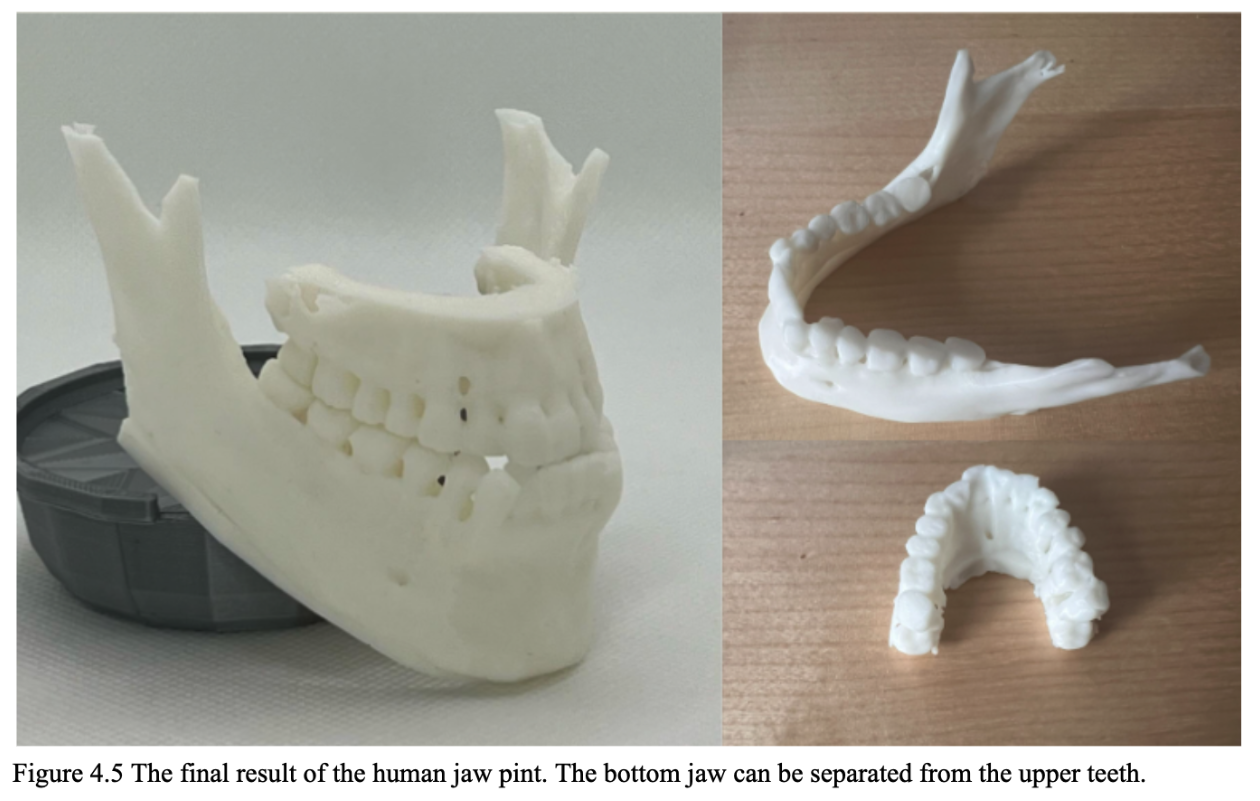 Figure 4.5 The final result of the human jaw pint. The bottom jaw can be separated from the upper teeth.